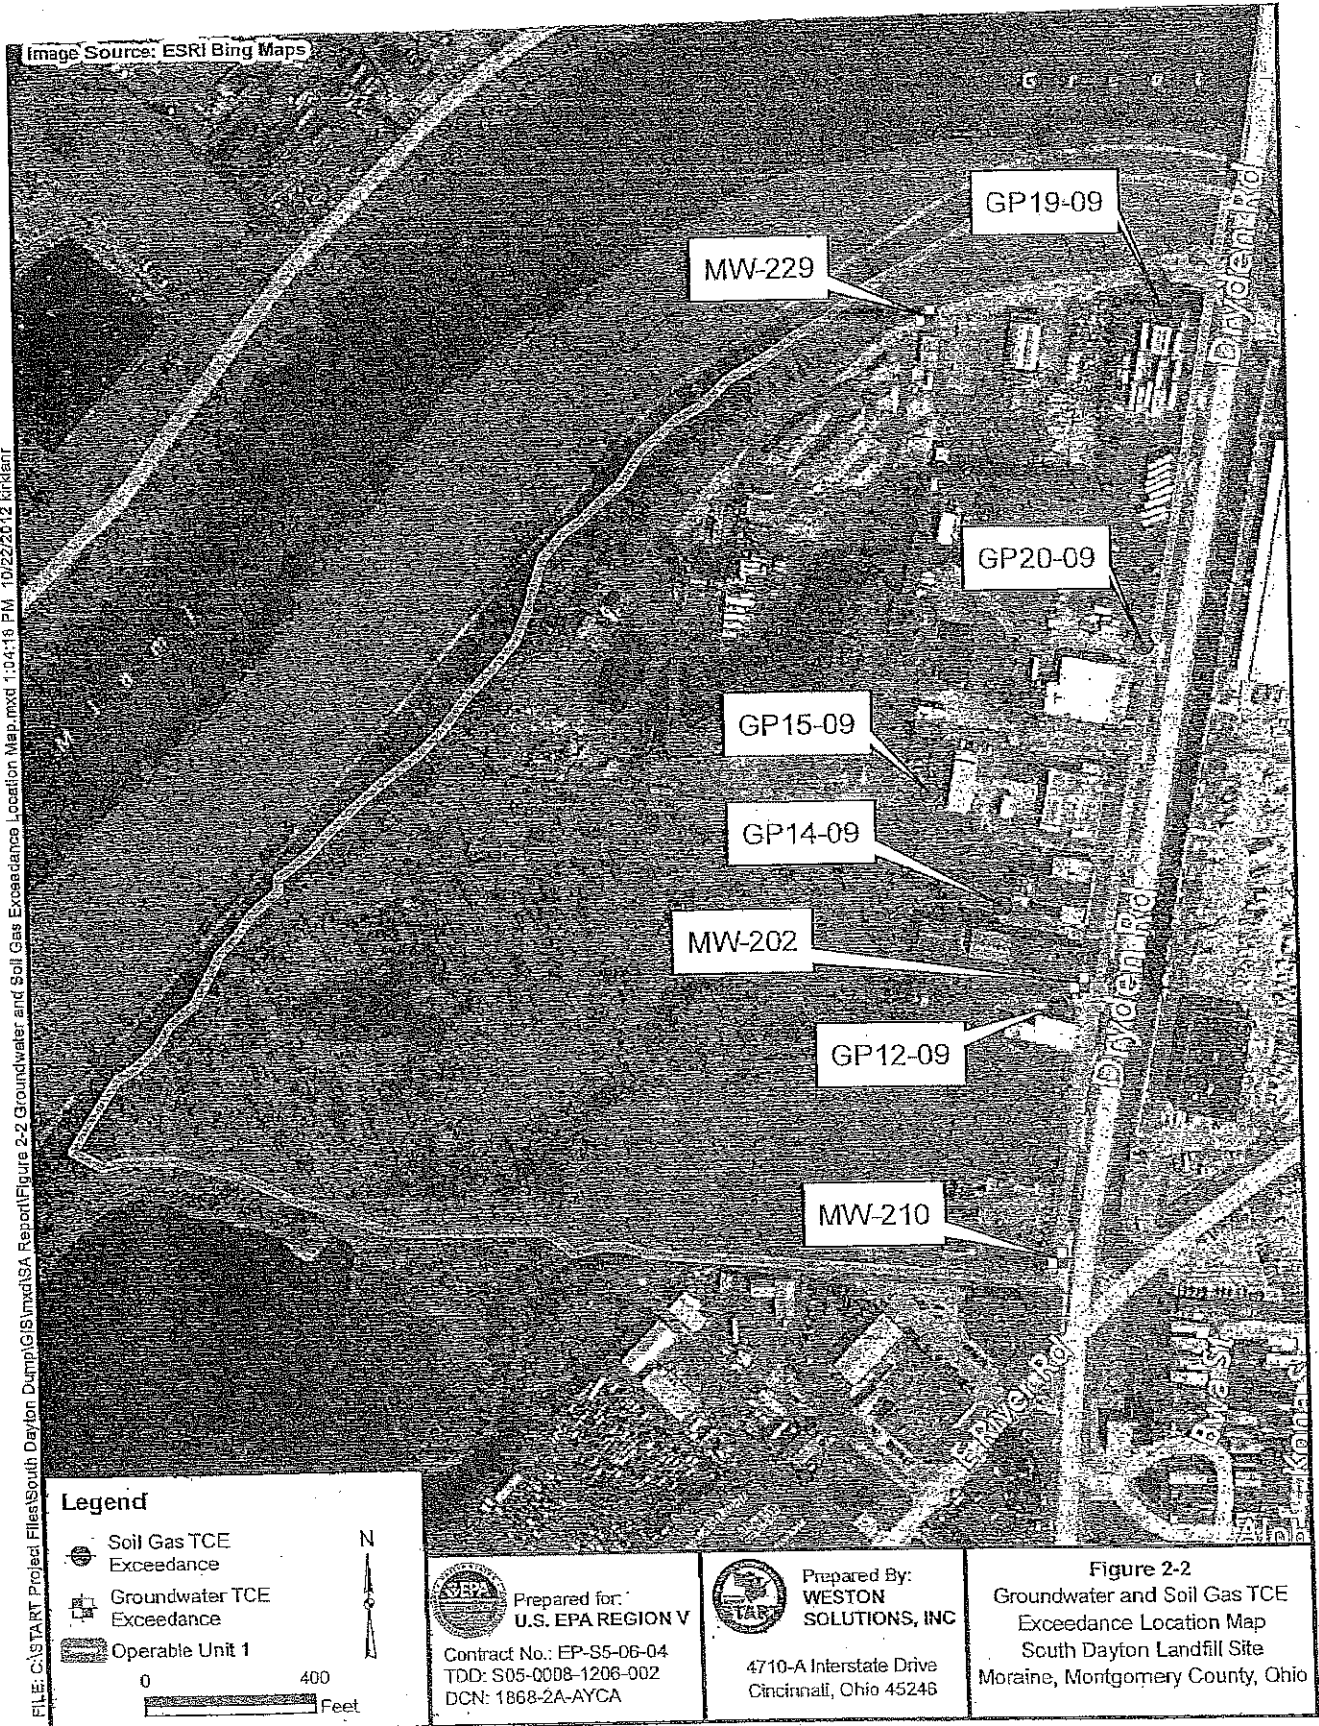 Image Source: ESRI Bing Maps
GP19-09
Dryden Rd
MW-229
GP20-09
GP15-09
GP14-09
MW-202
Dryden Rd
GP12-09
MW-210
E River Rd
FILE: C:\START Project Files\South Dayton Dump\GIS\mxd\SA Report\Figure 2-2 Groundwater and Soil Gas Exceedance Location Map.mxd 1:04:16 PM 10/22/2012 kirklanr
Legend
Soil Gas TCE
Exceedance
Groundwater TCE
Exceedance
Operable Unit 1
N
0 400
Feet
Prepared for:
U.S. EPA REGION V
Contract No.: EP-S5-06-04
TDD: S05-0008-1206-002
DCN: 1868-2A-AYCA
Prepared By:
WESTON
SOLUTIONS, INC
4710-A Interstate Drive
Cincinnati, Ohio 45246
Figure 2-2
Groundwater and Soil Gas TCE
Exceedance Location Map
South Dayton Landfill Site
Moraine, Montgomery County, Ohio